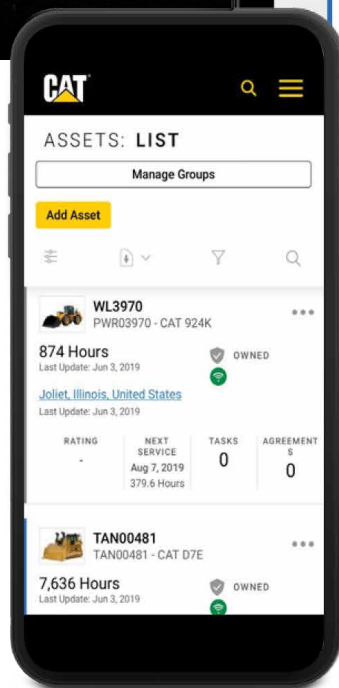 CAT
ASSETS: LIST
Manage Groups
Add Asset
WL3970
PWR03970 - CAT 924K
874 Hours
Last Update: Jun 3, 2019
OWNED
Joliet, Illinois, United States
Last Update: Jun 3, 2019
RATING
-
NEXT
SERVICE
Aug 7, 2019
379.6 Hours
TASKS
0
AGREEMENT
S
0
TAN00481
TAN00481 - CAT D7E
7,636 Hours
Last Update: Jun 3, 2019
OWNED